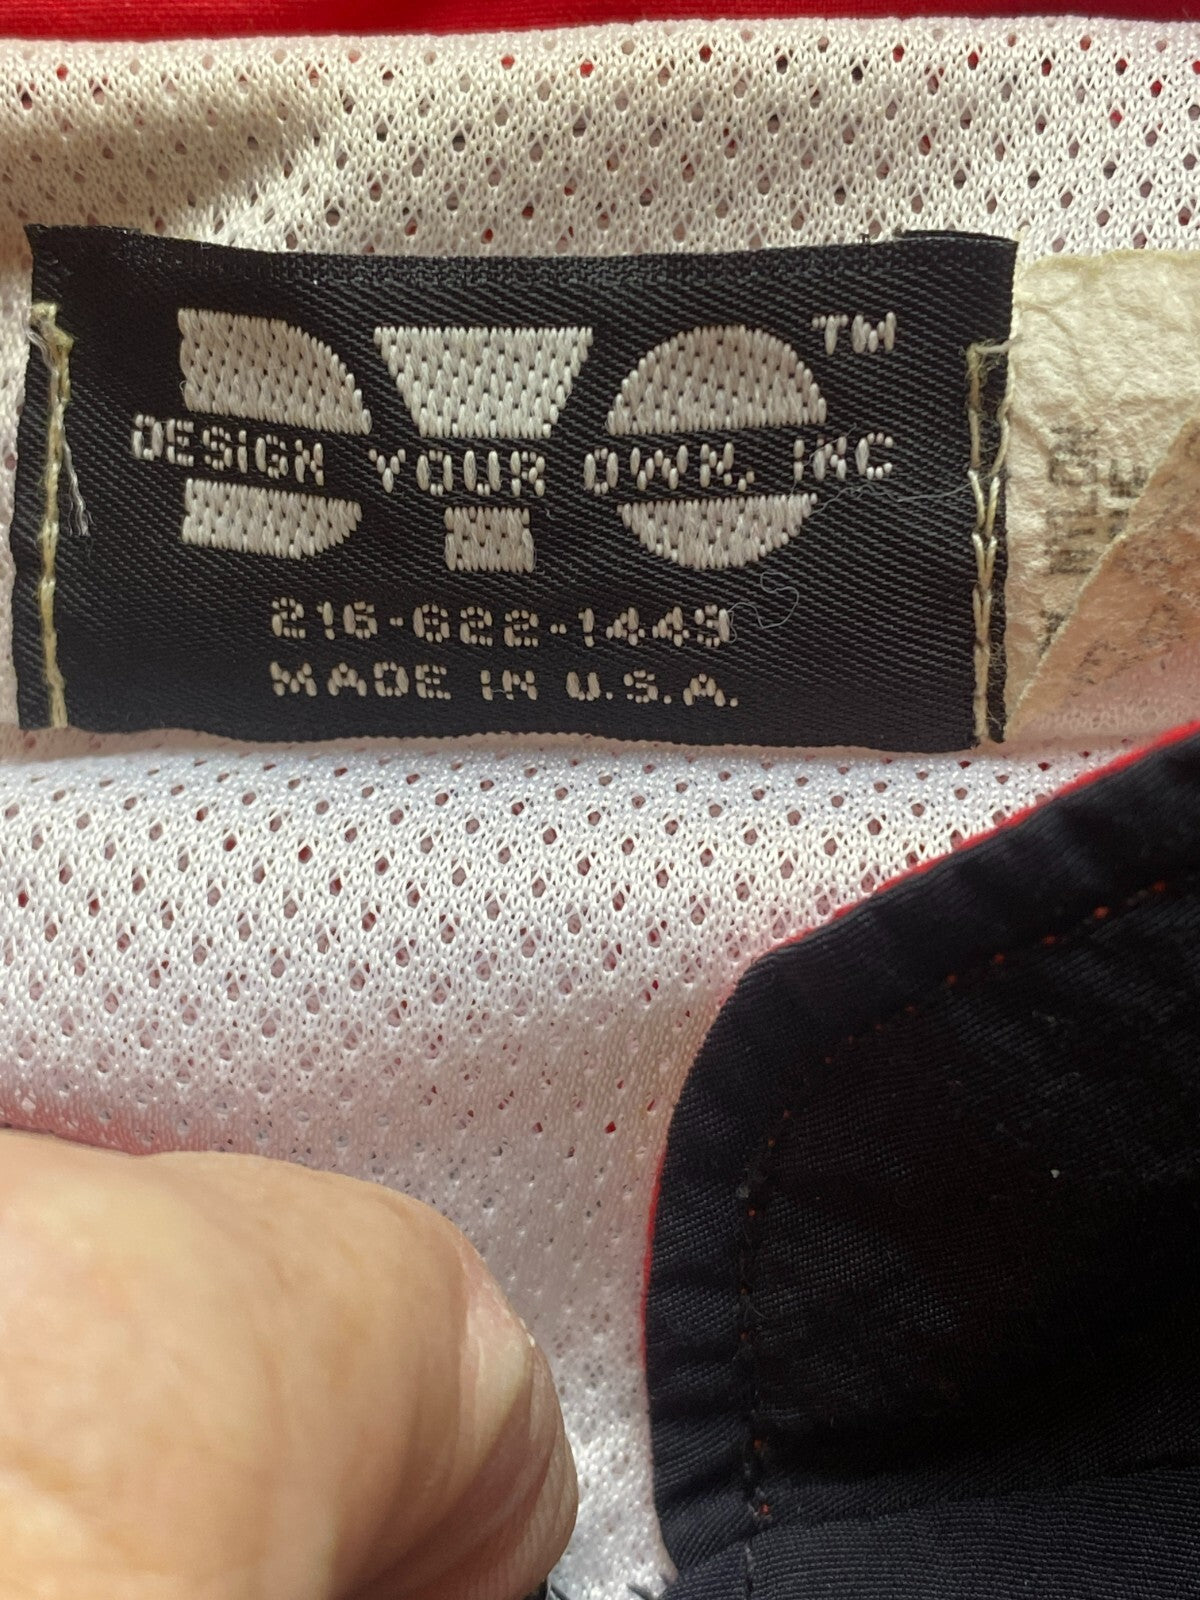 DYO TM
DESIGN YOUR OWN, INC
216-622-1449
MADE IN U.S.A.